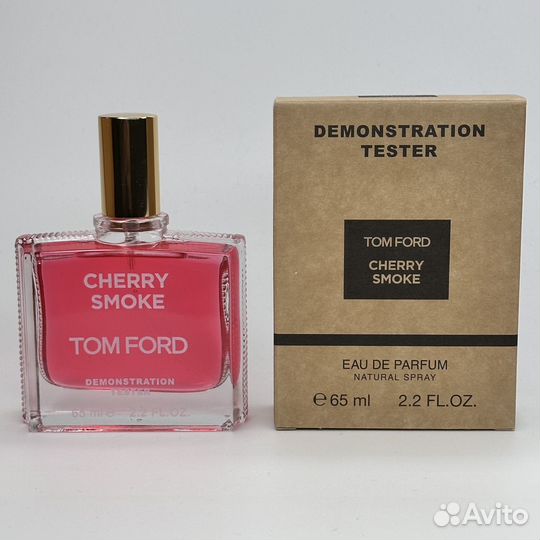 CHERRY
SMOKE
TOM FORD
DEMONSTRATION
TESTER
65 ml e 2.2 FL.OZ.
DEMONSTRATION
TESTER
TOM FORD
CHERRY
SMOKE
EAU DE PARFUM
NATURAL SPRAY
e 65 ml 2.2 FL.OZ.
Avito